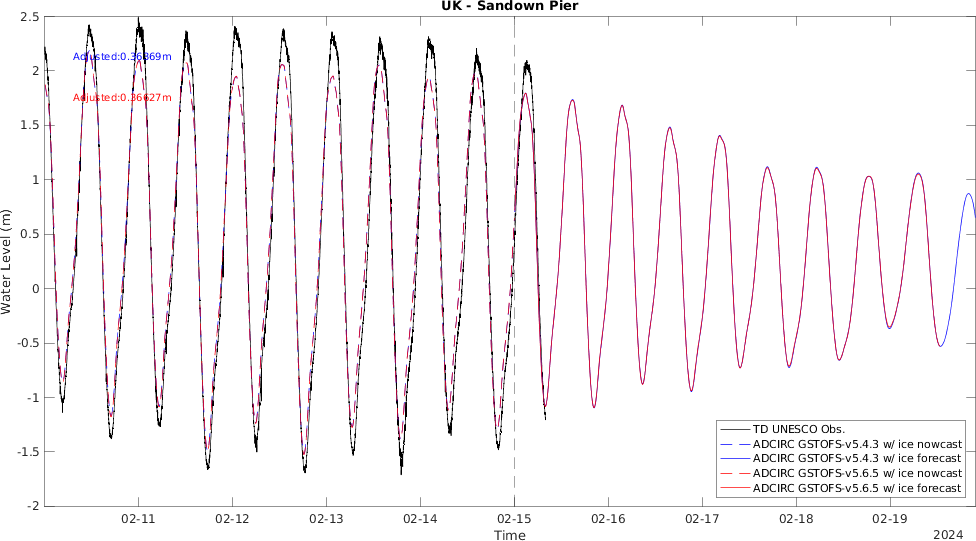 UK - Sandown Pier
2.5
2
1.5
1
0.5
0
-0.5
-1
-1.5
-2
Water Level (m)
Adjusted:0.36869m
Adjusted:0.36627m
02-11
02-12
02-13
02-14
02-15
02-16
02-17
02-18
02-19
Time
2024
TD UNESCO Obs.
ADCIRC GSTOFS-v5.4.3 w/ ice nowcast
ADCIRC GSTOFS-v5.4.3 w/ ice forecast
ADCIRC GSTOFS-v5.6.5 w/ ice nowcast
ADCIRC GSTOFS-v5.6.5 w/ ice forecast